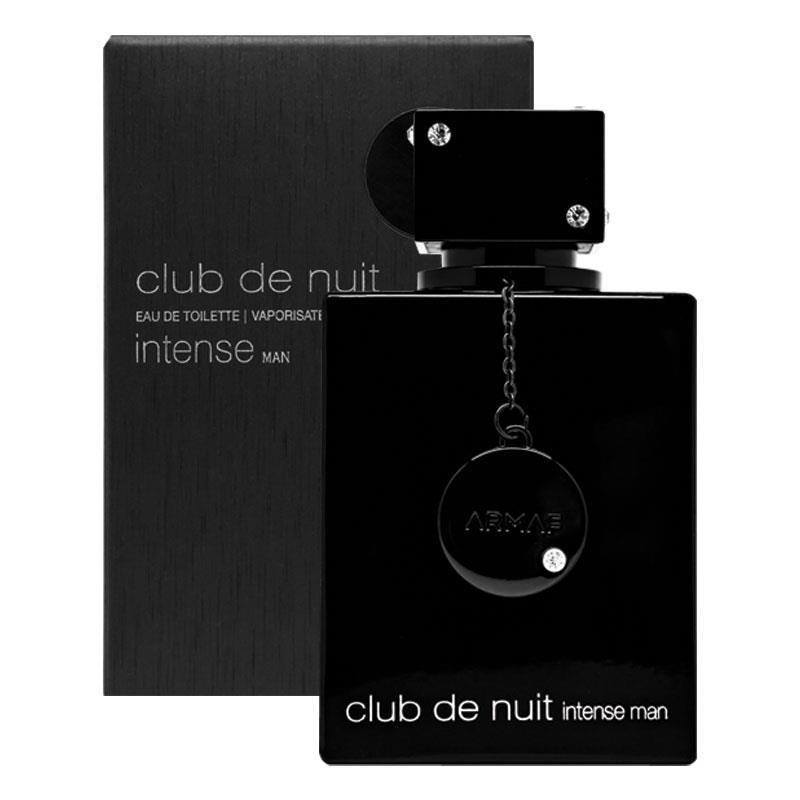 club de nuit
EAU DE TOILETTE | VAPORISATE
intense MAN
ARMAF
club de nuit intense man